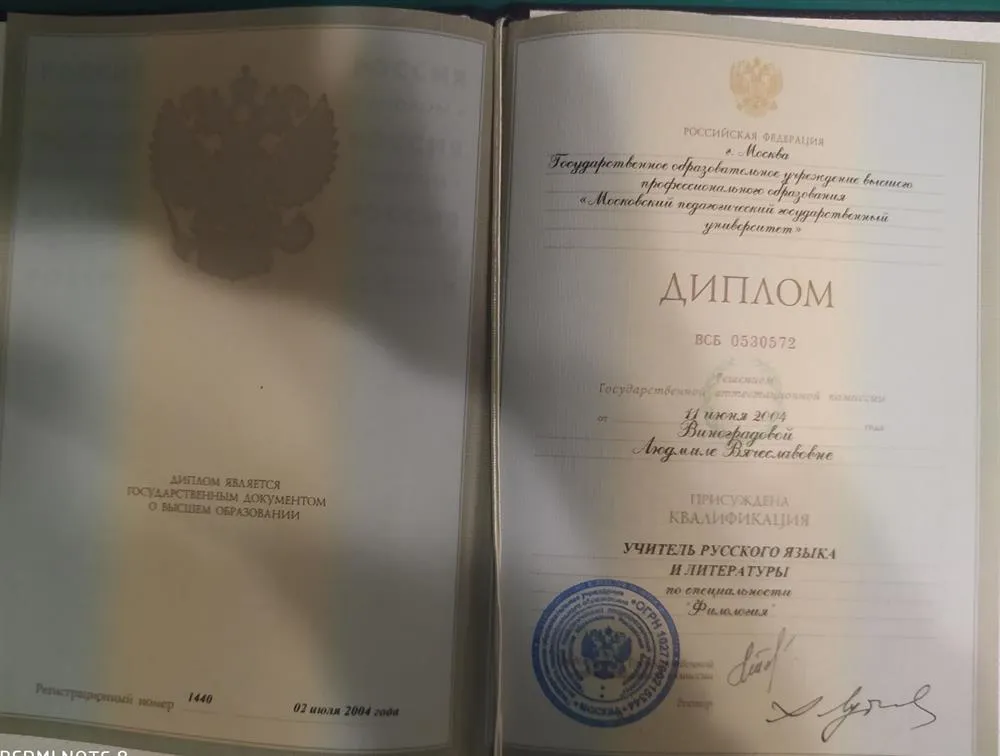 ДИПЛОМ ЯВЛЯЕТСЯ
ГОСУДАРСТВЕННЫМ ДОКУМЕНТОМ
О ВЫСШЕМ ОБРАЗОВАНИИ
Регистрационный номер 1440
02 июля 2004 года
РОССИЙСКАЯ ФЕДЕРАЦИЯ
г. Москва
Государственное образовательное учреждение высшего
профессионального образования
«Московский педагогический государственный
университет»
ДИПЛОМ
ВСБ 0530572
Решением
Государственной аттестационной комиссии
от 11 июня 2004 года
Виноградовой
Людмиле Вячеславовне
ПРИСУЖДЕНА
КВАЛИФИКАЦИЯ
УЧИТЕЛЬ РУССКОГО ЯЗЫКА
И ЛИТЕРАТУРЫ
по специальности
"Филология"
комиссии
Ректор
МОСКВА